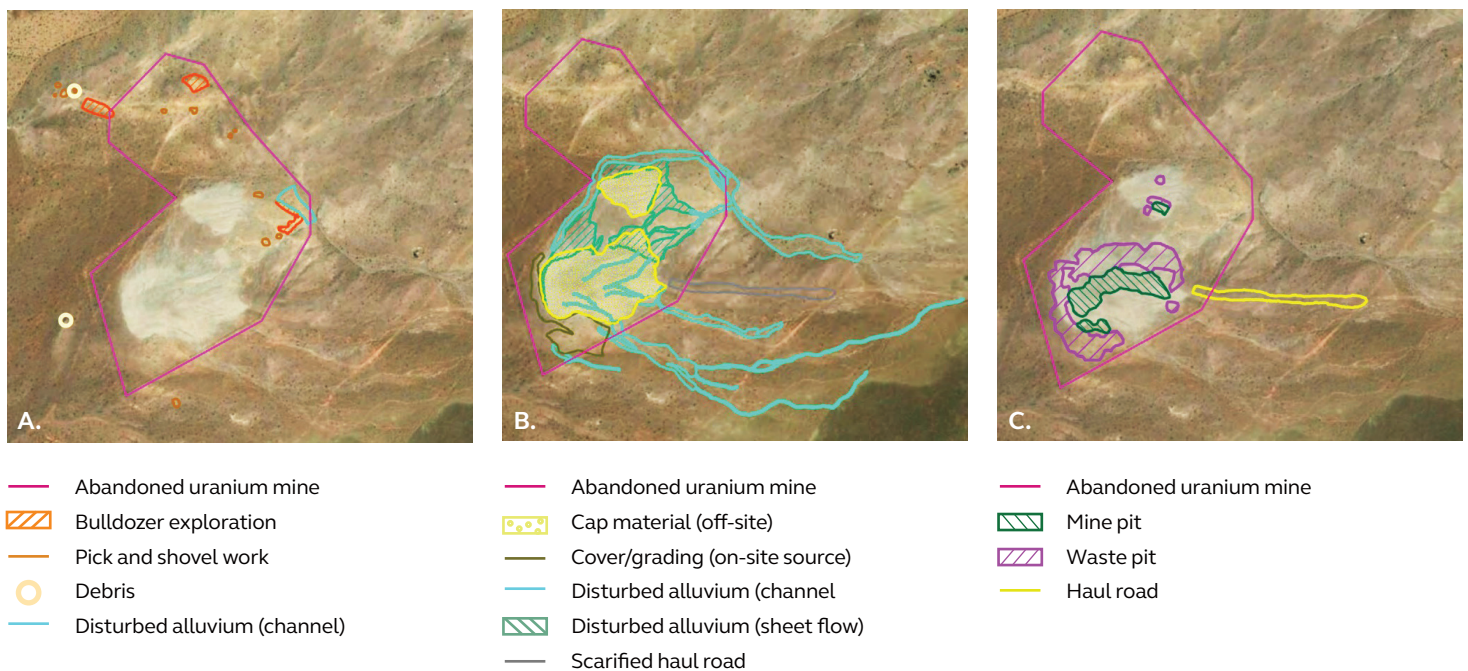 A.
B.
C.
Abandoned uranium mine
Bulldozer exploration
Pick and shovel work
Debris
Disturbed alluvium (channel)
Abandoned uranium mine
Cap material (off-site)
Cover/grading (on-site source)
Disturbed alluvium (channel
Disturbed alluvium (sheet flow)
Scarified haul road
Abandoned uranium mine
Mine pit
Waste pit
Haul road